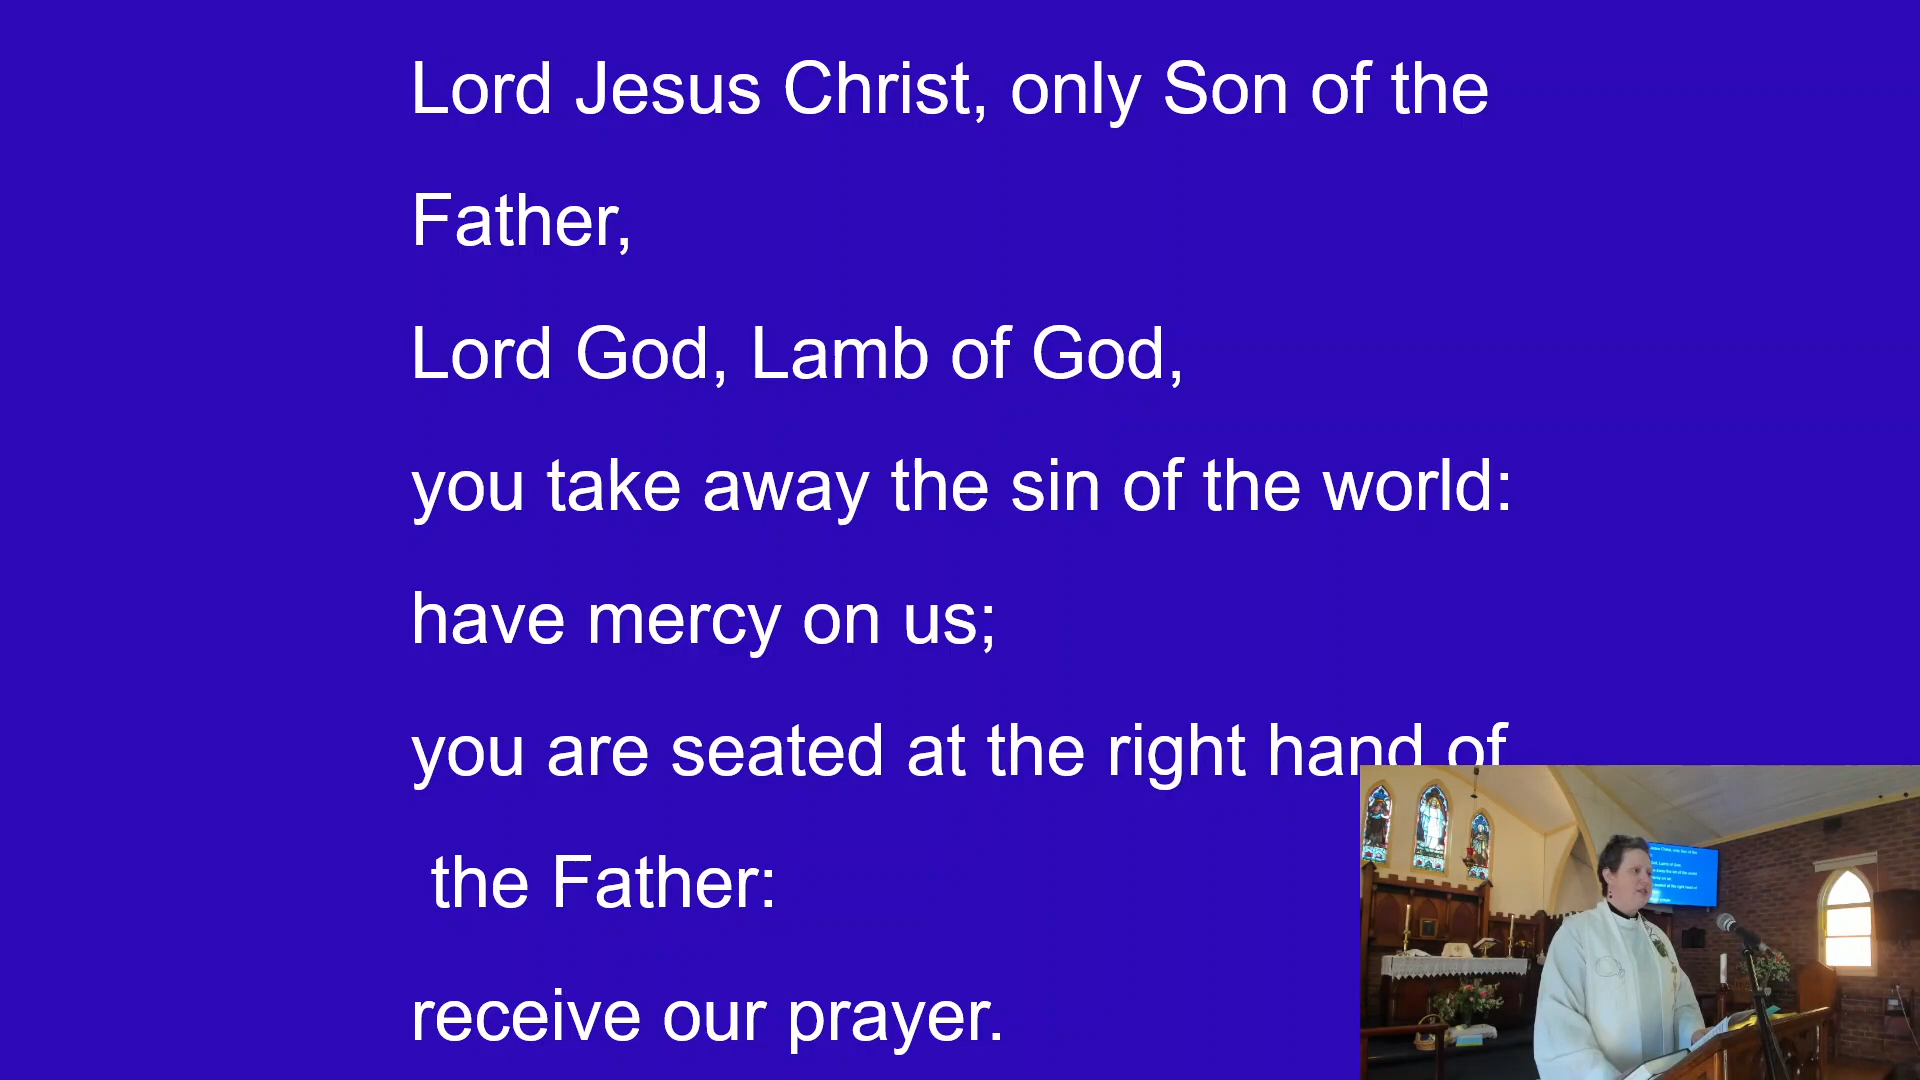 Lord Jesus Christ, only Son of the
Father,
Lord God, Lamb of God,
you take away the sin of the world:
have mercy on us;
you are seated at the right hand of
the Father:
receive our prayer.